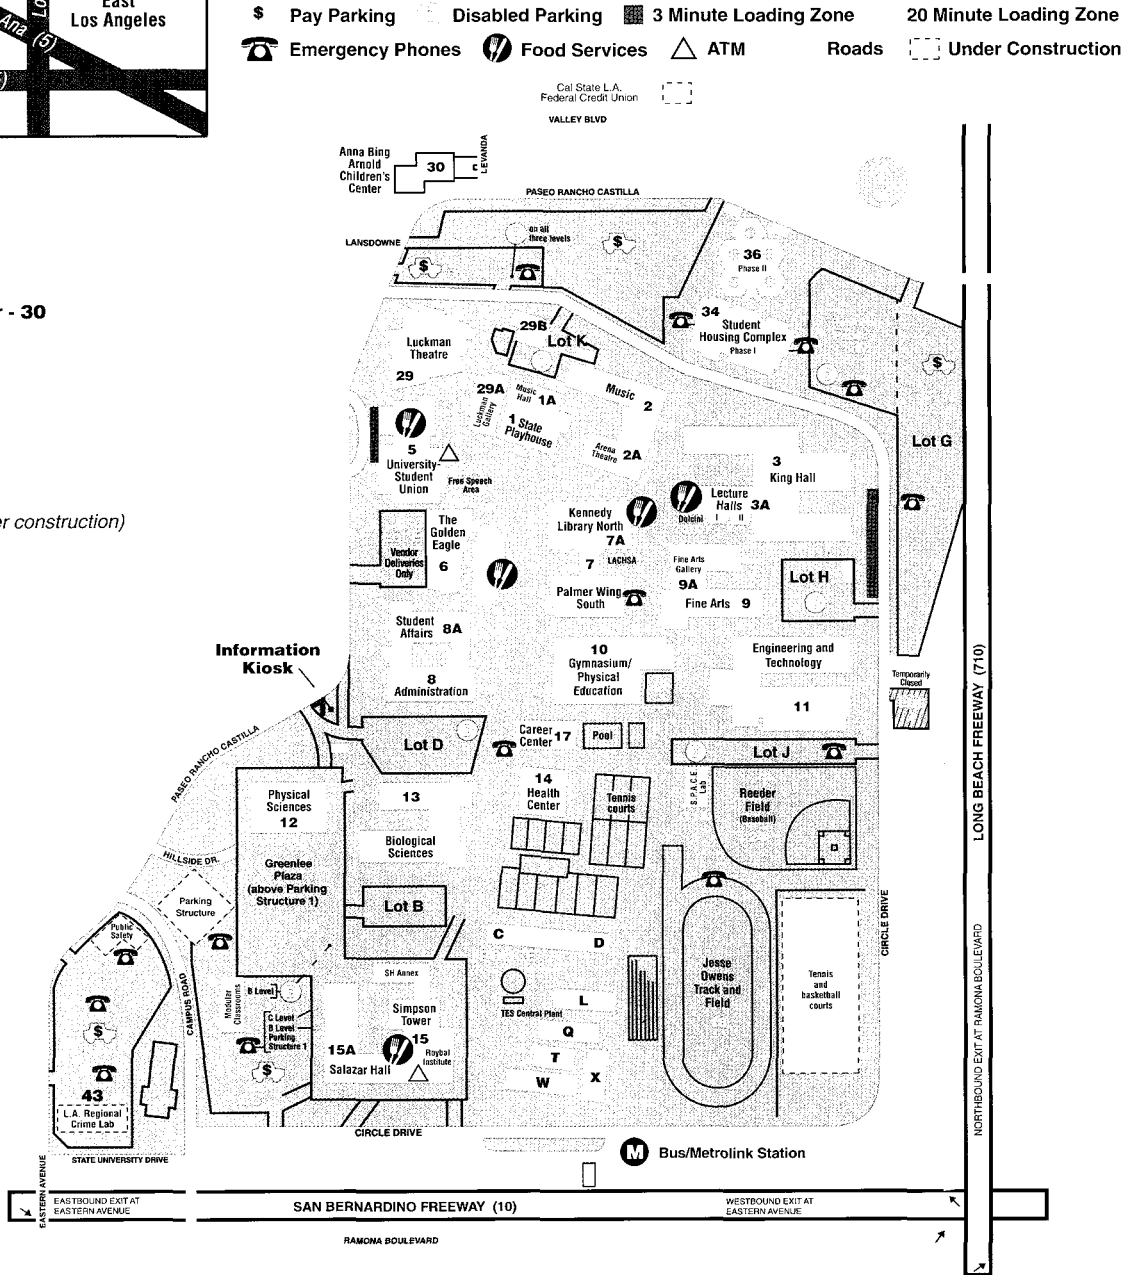 East
Los Angeles
Lo
Ana (5)
$ Pay Parking
Disabled Parking
3 Minute Loading Zone
20 Minute Loading Zone
Emergency Phones
Food Services
ATM
Roads
Under Construction
Cal State L.A.
Federal Credit Union
VALLEY BLVD
Anna Bing
Arnold
Children's
Center
30
LEVANDA
PASEO RANCHO CASTILLA
LANSDOWNE
on all
three levels
$
$
36
Phase II
34
Student
Housing Complex
Phase I
- 30
29B
Lot K
Luckman
Theatre
29
29A
Luckman
Gallery
Music
Hall
1A
Music
2
1 State
Playhouse
Arena
Theatre
2A
$
Lot G
5
University-
Student
Union
Free Speech
Area
3
King Hall
Lecture
Halls
I II
3A
Dolcini
Kennedy
Library North
7A
er construction)
The
Golden
Eagle
6
Vendor
Deliveries
Only
7
LACHSA
Palmer Wing
South
Fine Arts
Gallery
9A
Fine Arts 9
Lot H
Student
Affairs
8A
8
Administration
Information
Kiosk
10
Gymnasium/
Physical
Education
Engineering and
Technology
11
Temporarily
Closed
LONG BEACH FREEWAY (710)
Lot D
Career
Center
17
Pool
Lot J
PASEO RANCHO CASTILLA
Physical
Sciences
12
13
Biological
Sciences
14
Health
Center
Tennis
courts
S.P.A.C.E.
Lab
Reeder
Field
(Baseball)
HILLSIDE DR.
Greenlee
Plaza
(above Parking
Structure 1)
Parking
Structure
Lot B
Public
Safety
C
D
CIRCLE DRIVE
NORTHBOUND EXIT AT RAMONA BOULEVARD
CAMPUS ROAD
Modular
Classrooms
B Level
C Level
B Level
Parking
Structure 1
$
SH Annex
Simpson
Tower
15
Roybal
Institute
15A
Salazar Hall
TES Central Plant
L
Q
T
W
X
Jesse
Owens
Track and
Field
Tennis
and
basketball
courts
$
43
L.A. Regional
Crime Lab
CIRCLE DRIVE
STATE UNIVERSITY DRIVE
M Bus/Metrolink Station
EASTERN AVENUE
EASTBOUND EXIT AT
EASTERN AVENUE
SAN BERNARDINO FREEWAY (10)
WESTBOUND EXIT AT
EASTERN AVENUE
RAMONA BOULEVARD